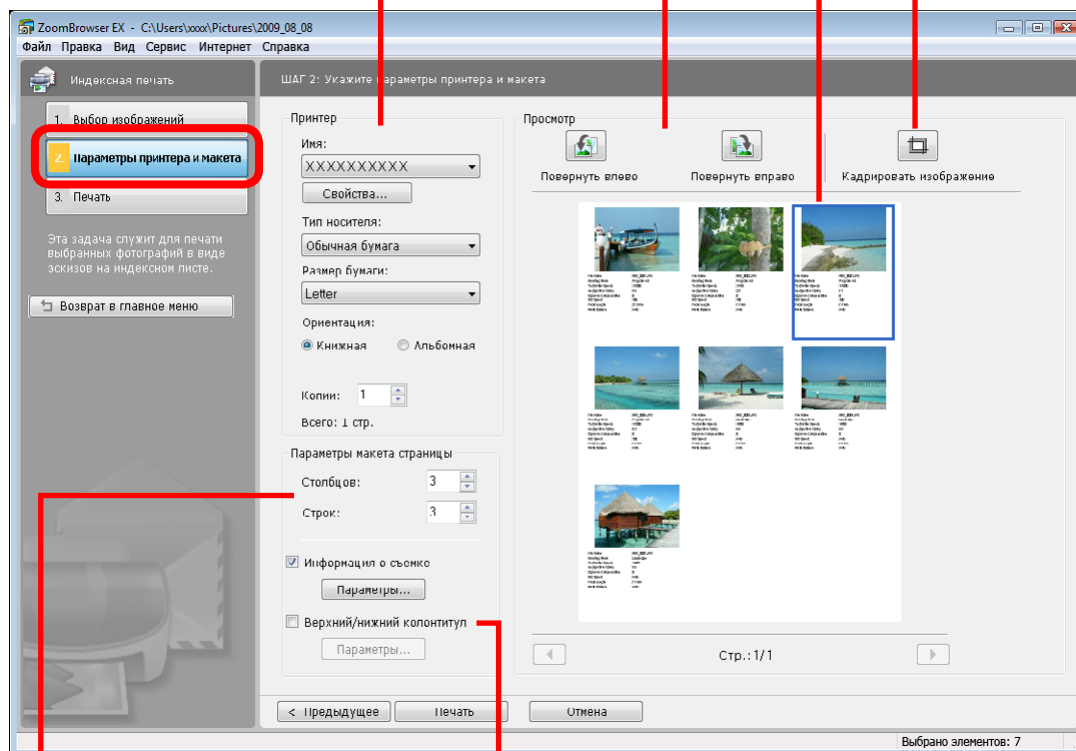 ZoomBrowser EX - C:\Users\xxxx\Pictures\2009_08_08
Файл Правка Вид Сервис Интернет Справка
Индексная печать
ШАГ 2: Укажите параметры принтера и макета
1. Выбор изображений
2. Параметры принтера и макета
3. Печать
Эта задача служит для печати
выбранных фотографий в виде
эскизов на индексном листе.
Возврат в главное меню
Принтер
Имя:
XXXXXXXXXX
Свойства...
Тип носителя:
Обычная бумага
Размер бумаги:
Letter
Ориентация:
Книжная Альбомная
Копии: 1
Всего: 1 стр.
Параметры макета страницы
Столбцов: 3
Строк: 3
Информация о съемке
Параметры...
Верхний/нижний колонтитул
Параметры...
Просмотр
Повернуть влево Повернуть вправо Кадрировать изображение
Стр.:1/1
< Предыдущее Печать Отмена
Выбрано элементов: 7